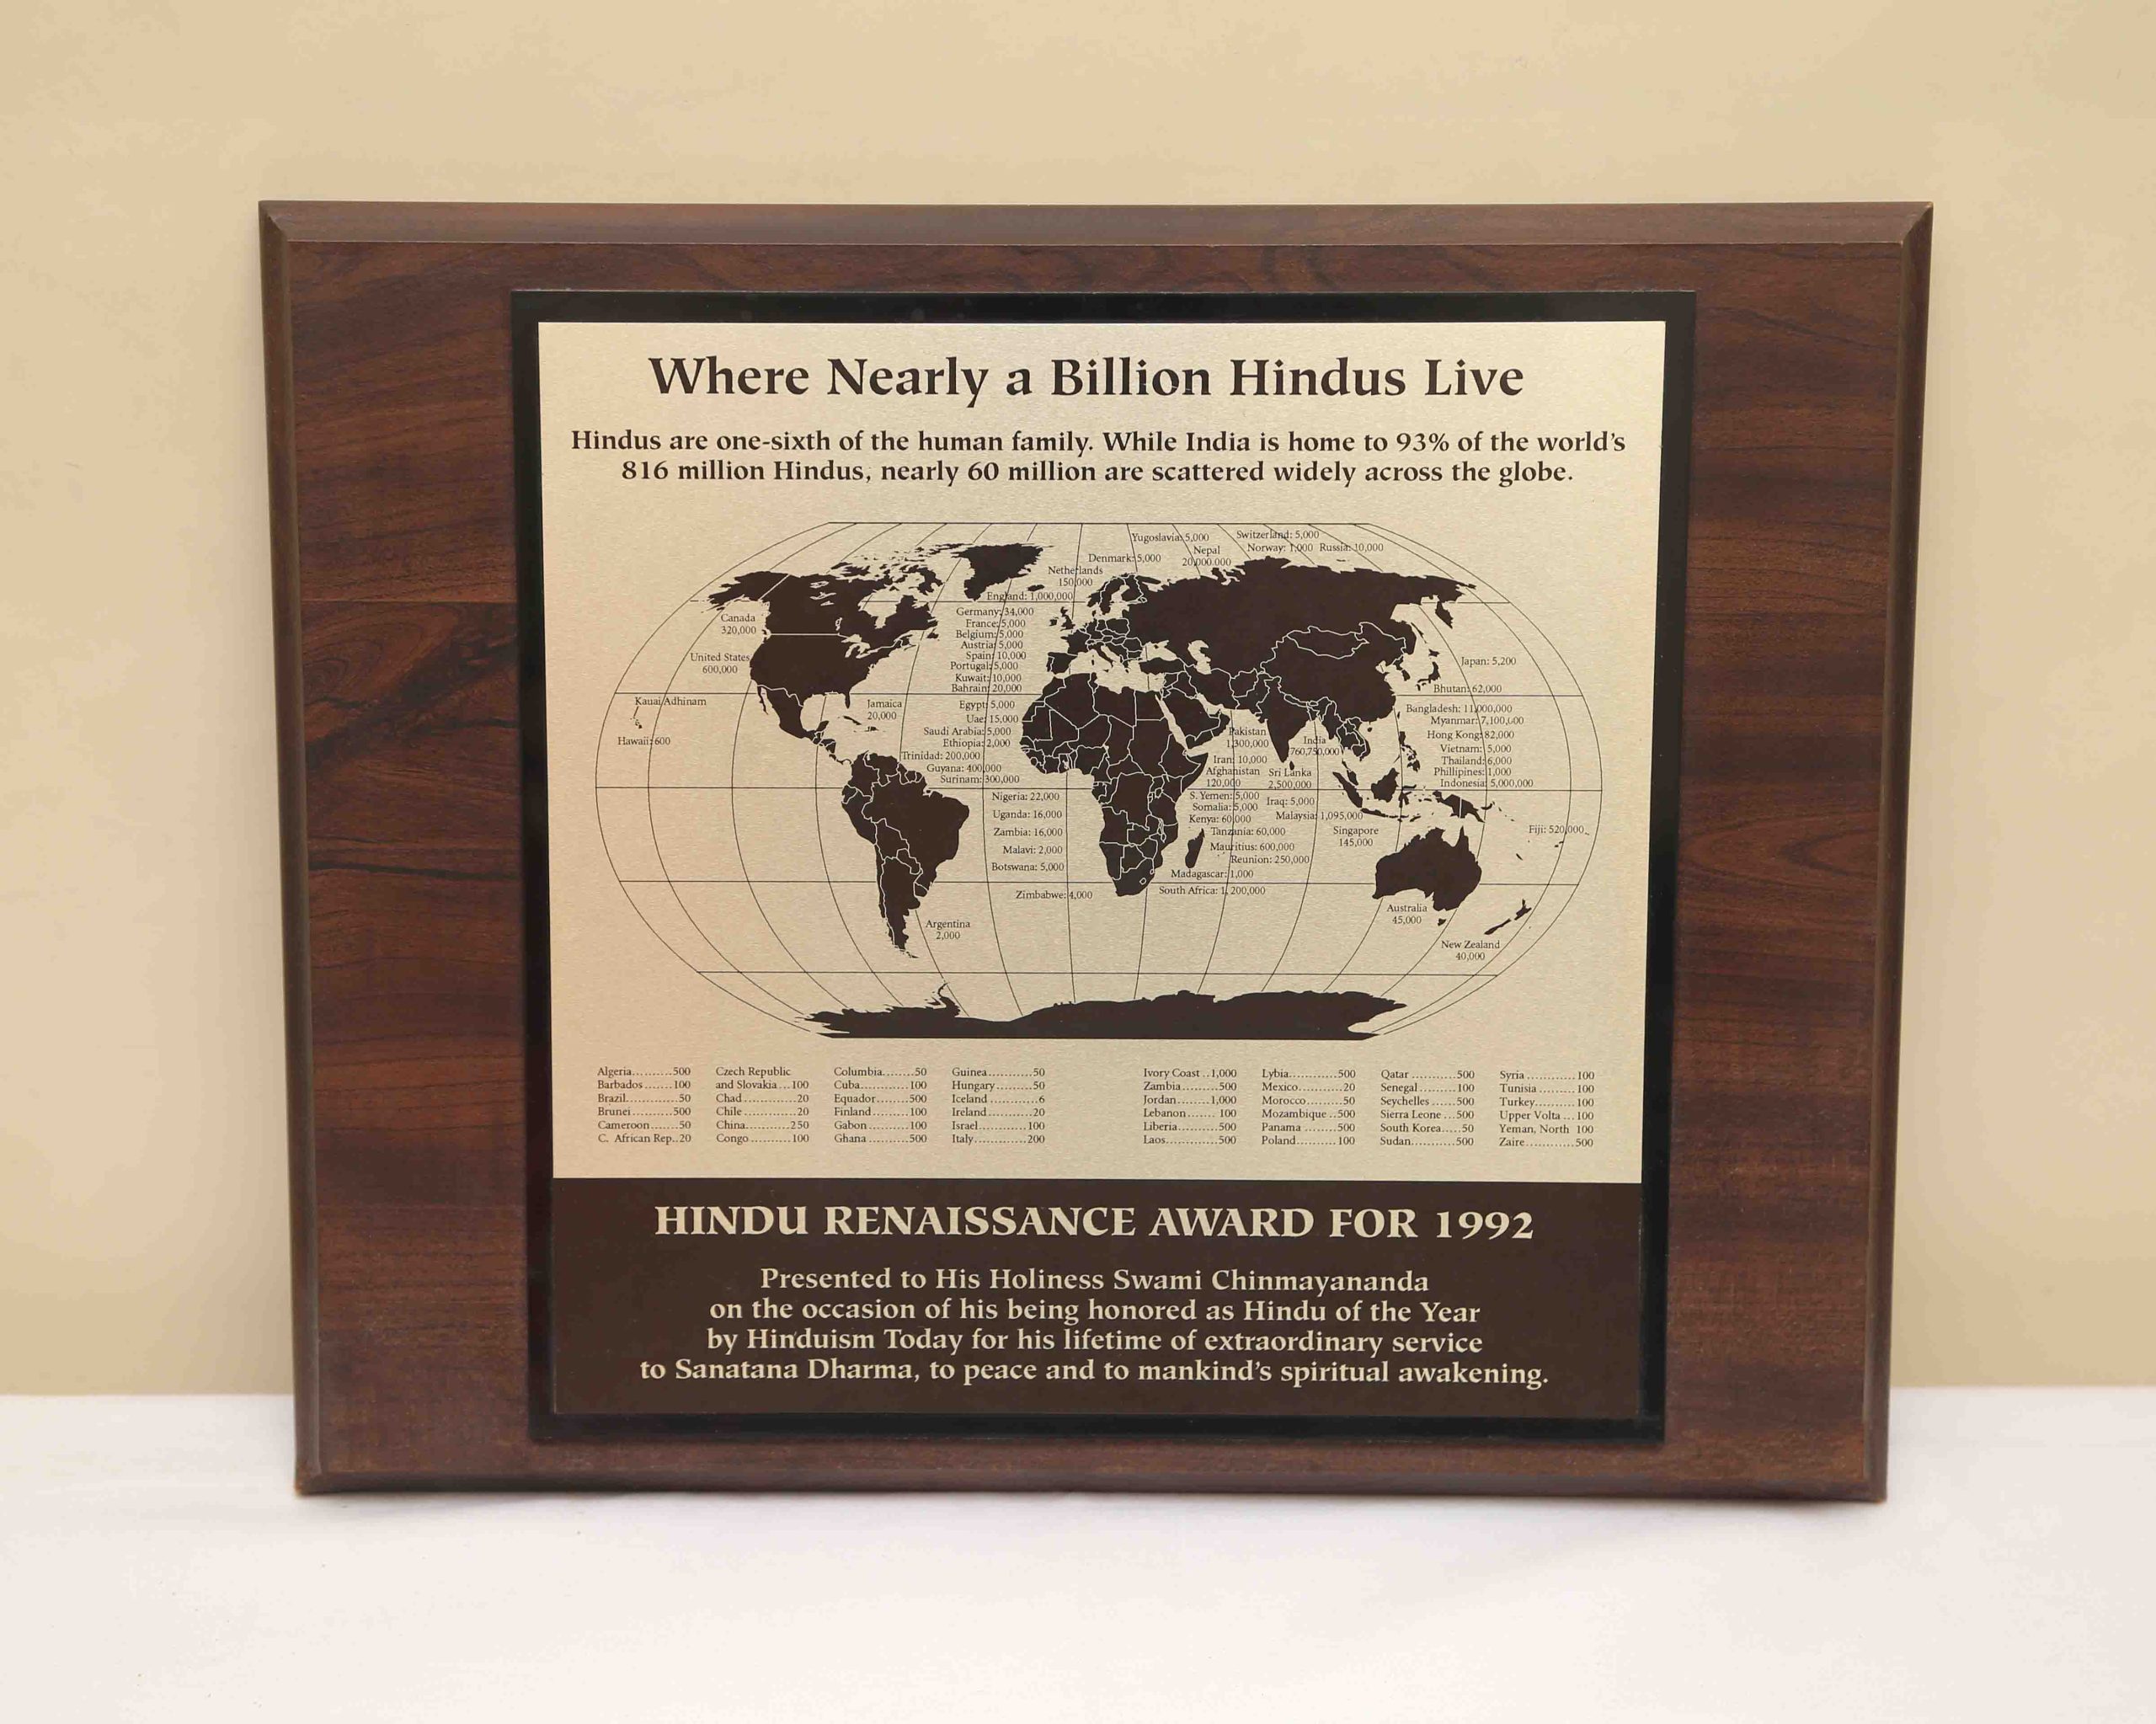 Where Nearly a Billion Hindus Live
Hindus are one-sixth of the human family. While India is home to 93% of the world's
816 million Hindus, nearly 60 million are scattered widely across the globe.
Yugoslavia: 5,000
Switzerland: 5,000
Denmark: 5,000
Nepal
20,000.000
Norway: 1,000
Russia: 10,000
Netherlands
150,000
England: 1,000,000
Germany: 34,000
France: 5,000
Belgium: 5,000
Austria: 5,000
Spain: 10,000
Portugal: 5,000
Kuwait: 10,000
Bahrain: 20,000
Egypt: 5,000
Uae: 15,000
Saudi Arabia: 5,000
Ethiopia: 2,000
Trinidad: 200,000
Guyana: 400,000
Surinam: 300,000
Nigeria: 22,000
Uganda: 16,000
Zambia: 16,000
Malavi: 2,000
Botswana: 5,000
Zimbabwe: 4,000
Canada
320,000
United States
600,000
Kauai Adhinam
Hawaii: 600
Jamaica
20,000
Argentina
2,000
Pakistan
1,300,000
India
760,750,000
Iran: 10,000
Afghanistan
120,000
Sri Lanka
2,500,000
S. Yemen: 5,000
Somalia: 5,000
Iraq: 5,000
Kenya: 60,000
Malaysia: 1,095,000
Tanzania: 60,000
Singapore
145,000
Mauritius: 600,000
Reunion: 250,000
Madagascar: 1,000
South Africa: 1, 200,000
Japan: 5,200
Bhutan: 62,000
Bangladesh: 11,000,000
Myanmar: 7,100,000
Hong Kong: 82,000
Vietnam: 5,000
Thailand: 6,000
Phillipines: 1,000
Indonesia: 5,000,000
Fiji: 520,000
Australia
45,000
New Zealand
40,000
Algeria..........500
Barbados.......100
Brazil..............50
Brunei..........500
Cameroon.......50
C. African Rep..20
Czech Republic
and Slovakia...100
Chad..............20
Chile..............20
China...........250
Congo..........100
Columbia........50
Cuba............100
Equador.......500
Finland.........100
Gabon..........100
Ghana..........500
Guinea...........50
Hungary.........50
Iceland.............6
Ireland............20
Israel............100
Italy.............200
Ivory Coast..1,000
Zambia.........500
Jordan........1,000
Lebanon....... 100
Liberia..........500
Laos.............500
Lybia............500
Mexico...........20
Morocco.........50
Mozambique..500
Panama........500
Poland..........100
Qatar...........500
Senegal.........100
Seychelles......500
Sierra Leone...500
South Korea.....50
Sudan...........500
Syria............100
Tunisia.........100
Turkey..........100
Upper Volta...100
Yeman, North 100
Zaire............500
HINDU RENAISSANCE AWARD FOR 1992
Presented to His Holiness Swami Chinmayananda
on the occasion of his being honored as Hindu of the Year
by Hinduism Today for his lifetime of extraordinary service
to Sanatana Dharma, to peace and to mankind's spiritual awakening.